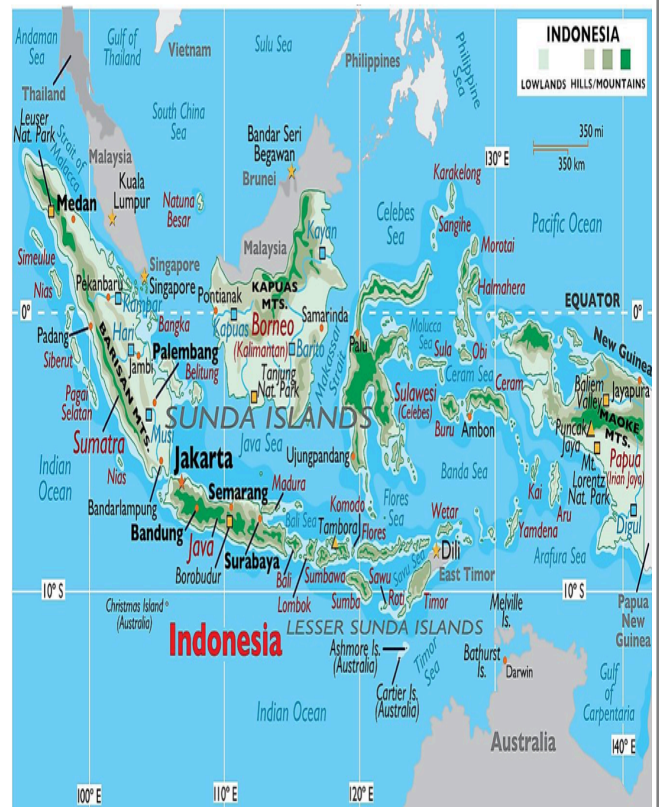 Andaman
Sea
Gulf of
Thailand
Vietnam
Sulu Sea
Philippines
Philippine
Sea
INDONESIA
LOWLANDS HILLS/MOUNTAINS
350 mi
350 km
Thailand
Leuser
Nat. Park
Strait of
Malacca
South China
Sea
Malaysia
Kuala
Lumpur
Medan
Natuna
Besar
Bandar Seri
Begawan
Brunei
Malaysia
130° E
Karakelong
Celebes
Sea
Sangihe
Pacific Ocean
Morotai
Halmahera
Simeulue
Nias
Singapore
Singapore
Pekanbaru
Kampar
Pontianak
KAPUAS
MTS.
Kayan
Samarinda
EQUATOR
0°
0°
Padang
Siberut
Hari
Bangka
Jambi
Kapuas
Borneo
(Kalimantan)
Barito
Makassar
Strait
Palu
Molucca
Sea
Sula
Obi
Ceram Sea
New Guinea
BARISAN MTS.
Palembang
Belitung
Tanjung
Nat. Park
Pagai
Selatan
Sumatra
Musi
SUNDA ISLANDS
Sulawesi
(Celebes)
Ceram
Buru
Ambon
Baliem
Valley
Jayapura
MAOKE
MTS.
Puncak
Jaya
Papua
(Irian Jaya)
Mt.
Lorentz
Nat. Park
Indian
Ocean
Nias
Jakarta
Java Sea
Ujungpandang
Banda Sea
Kai
Aru
Digul
Bandarlampung
Semarang
Madura
Bali Sea
Komodo
Tambora
Flores
Flores
Sea
Wetar
Yamdena
Arafura Sea
Bandung
Java
Borobudur
Surabaya
Bali
Lombok
Sumbawa
Sumba
Sawu
Savu Sea
Roti
Timor
Dili
East Timor
10° S
10° S
Christmas Island
(Australia)
Indonesia
LESSER SUNDA ISLANDS
Ashmore Is.
(Australia)
Cartier Is.
(Australia)
Timor
Sea
Melville
Is.
Bathurst
Is.
Darwin
Papua
New
Guinea
Gulf
of
Carpentaria
Indian Ocean
Australia
100° E
110° E
120° E
140° E